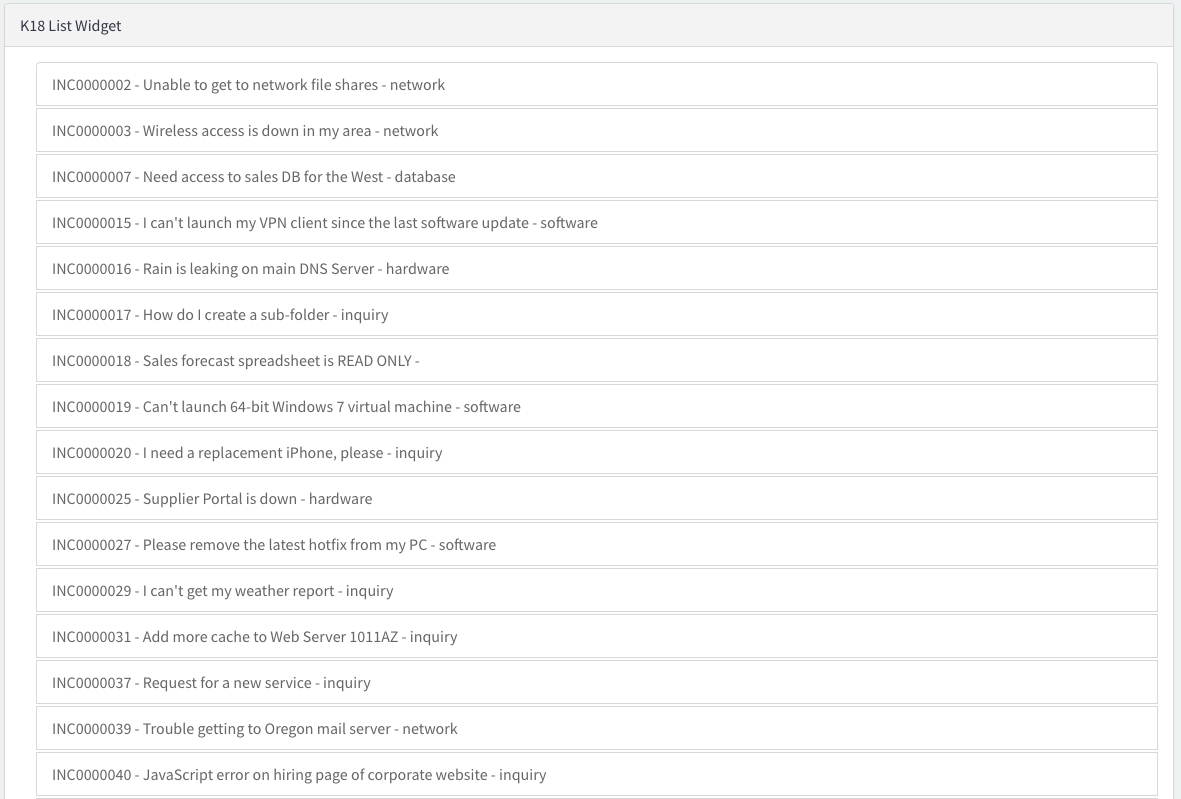 K18 List Widget
INC0000002 - Unable to get to network file shares - network
INC0000003 - Wireless access is down in my area - network
INC0000007 - Need access to sales DB for the West - database
INC0000015 - I can't launch my VPN client since the last software update - software
INC0000016 - Rain is leaking on main DNS Server - hardware
INC0000017 - How do I create a sub-folder - inquiry
INC0000018 - Sales forecast spreadsheet is READ ONLY -
INC0000019 - Can't launch 64-bit Windows 7 virtual machine - software
INC0000020 - I need a replacement iPhone, please - inquiry
INC0000025 - Supplier Portal is down - hardware
INC0000027 - Please remove the latest hotfix from my PC - software
INC0000029 - I can't get my weather report - inquiry
INC0000031 - Add more cache to Web Server 1011AZ - inquiry
INC0000037 - Request for a new service - inquiry
INC0000039 - Trouble getting to Oregon mail server - network
INC0000040 - JavaScript error on hiring page of corporate website - inquiry